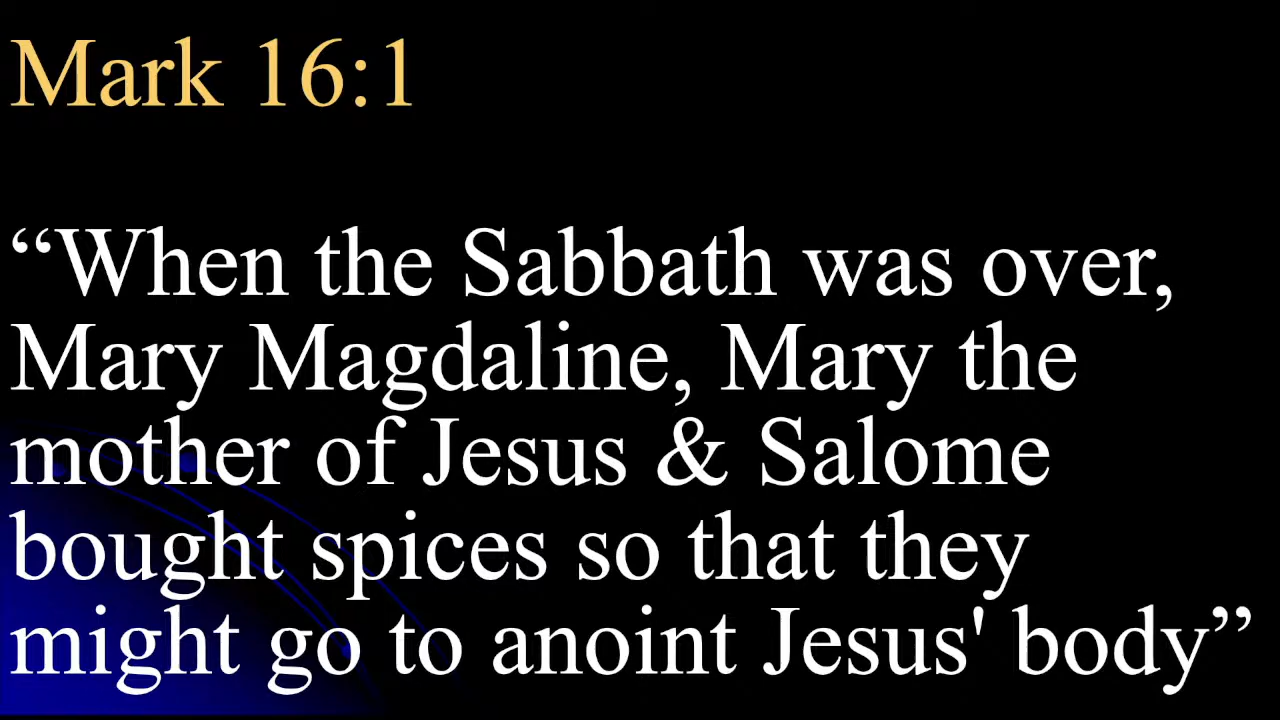 Mark 16:1
“When the Sabbath was over,
Mary Magdaline, Mary the
mother of Jesus & Salome
bought spices so that they
might go to anoint Jesus' body”